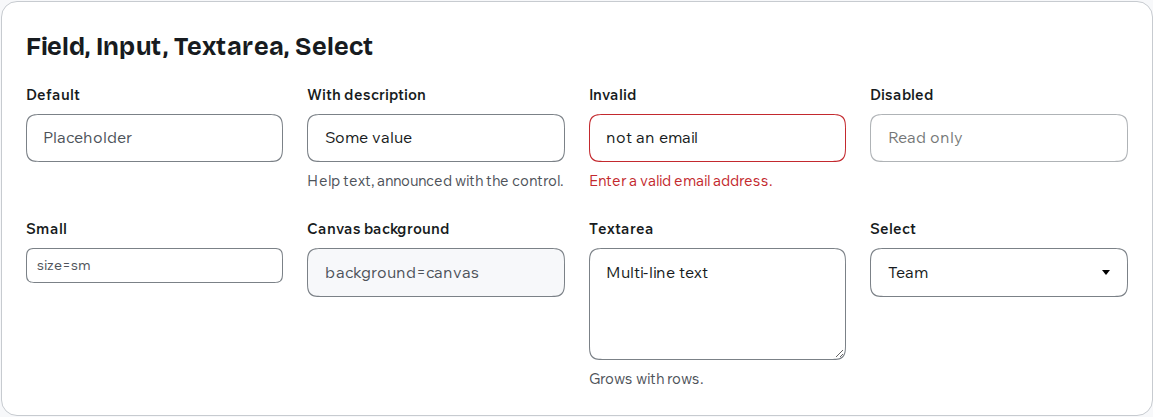 Field, Input, Textarea, Select
Default
With description
Invalid
Disabled
Placeholder
Some value
not an email
Read only
Help text, announced with the control.
Enter a valid email address.
Small
Canvas background
Textarea
Select
size=sm
background=canvas
Multi-line text
Team
Grows with rows.